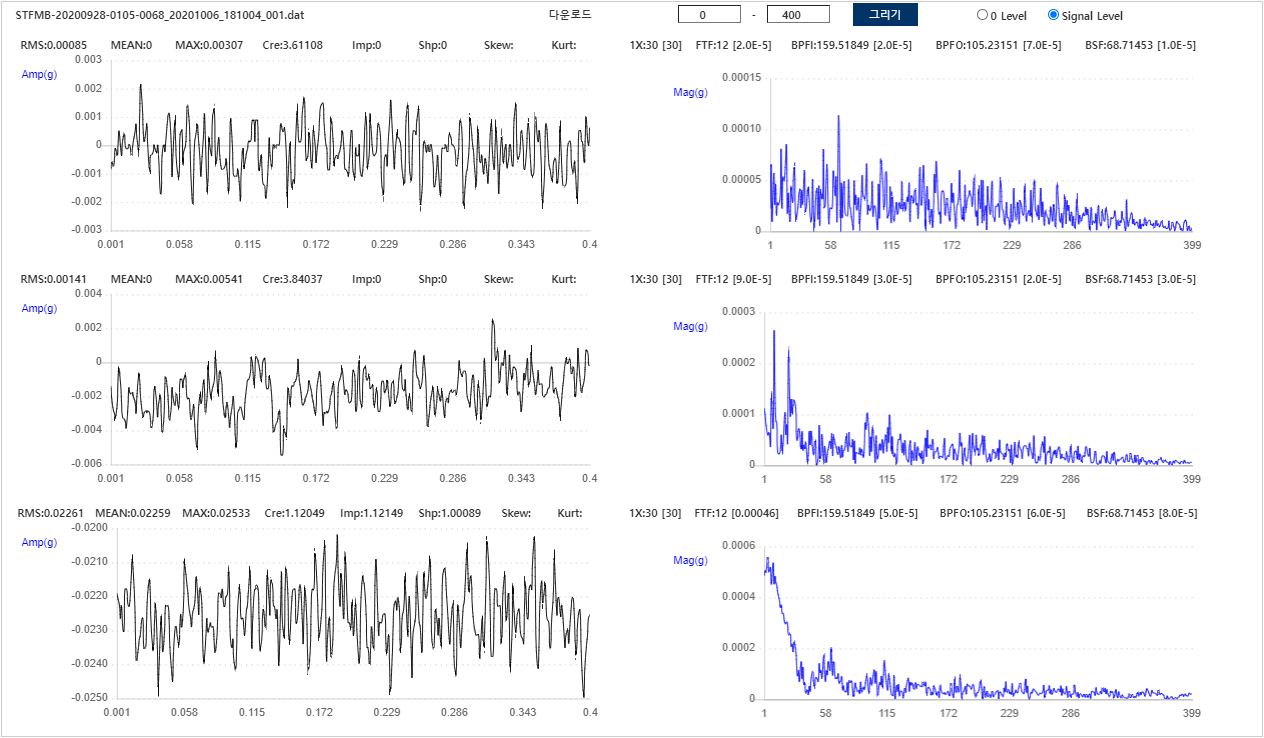 STFMB-20200928-0105-0068_20201006_181004_001.dat 다운로드 0 - 400 그리기 0 Level Signal Level
RMS:0.00085 MEAN:0 MAX:0.00307 Cre:3.61108 Imp:0 Shp:0 Skew: Kurt:
Amp(g)
0.003
0.002
0.001
0
-0.001
-0.002
-0.003
0.001 0.058 0.115 0.172 0.229 0.286 0.343 0.4
1X:30 [30] FTF:12 [2.0E-5] BPFI:159.51849 [2.0E-5] BPFO:105.23151 [7.0E-5] BSF:68.71453 [1.0E-5]
Mag(g)
0.00015
0.00010
0.00005
0
1 58 115 172 229 286 399
RMS:0.00141 MEAN:0 MAX:0.00541 Cre:3.84037 Imp:0 Shp:0 Skew: Kurt:
Amp(g)
0.004
0.002
0
-0.002
-0.004
-0.006
0.001 0.058 0.115 0.172 0.229 0.286 0.343 0.4
1X:30 [30] FTF:12 [9.0E-5] BPFI:159.51849 [3.0E-5] BPFO:105.23151 [2.0E-5] BSF:68.71453 [3.0E-5]
Mag(g)
0.0003
0.0002
0.0001
0
1 58 115 172 229 286 399
RMS:0.02261 MEAN:0.02259 MAX:0.02533 Cre:1.12049 Imp:1.12149 Shp:1.00089 Skew: Kurt:
Amp(g)
-0.0200
-0.0210
-0.0220
-0.0230
-0.0240
-0.0250
0.001 0.058 0.115 0.172 0.229 0.286 0.343 0.4
1X:30 [30] FTF:12 [0.00046] BPFI:159.51849 [5.0E-5] BPFO:105.23151 [6.0E-5] BSF:68.71453 [8.0E-5]
Mag(g)
0.0006
0.0004
0.0002
0
1 58 115 172 229 286 399